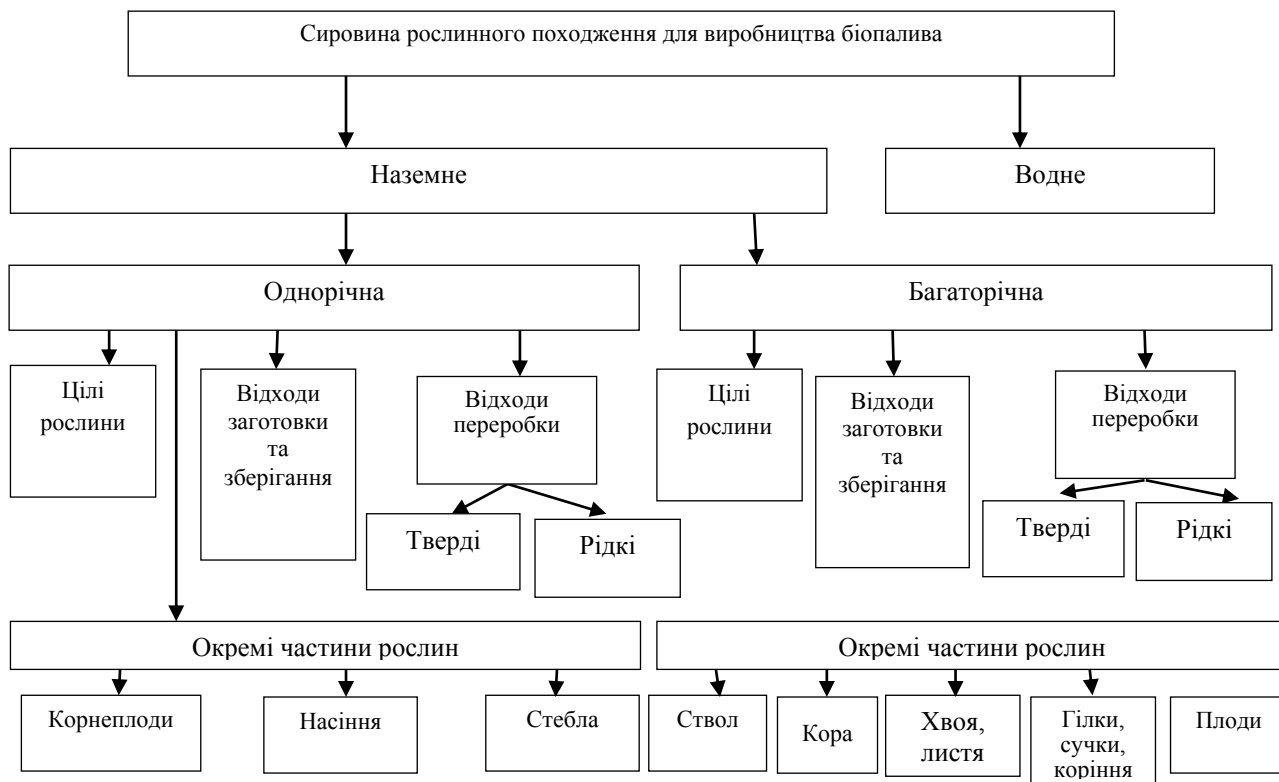 Сировина рослинного походження для виробництва біопалива
Наземне
Водне
Однорічна
Багаторічна
Цілі
рослини
Відходи
заготовки
та
зберігання
Відходи
переробки
Цілі
рослини
Відходи
заготовки
та
зберігання
Відходи
переробки
Тверді
Рідкі
Тверді
Рідкі
Окремі частини рослин
Окремі частини рослин
Корнеплоди
Насіння
Стебла
Ствол
Кора
Хвоя,
листя
Гілки,
сучки,
коріння
Плоди